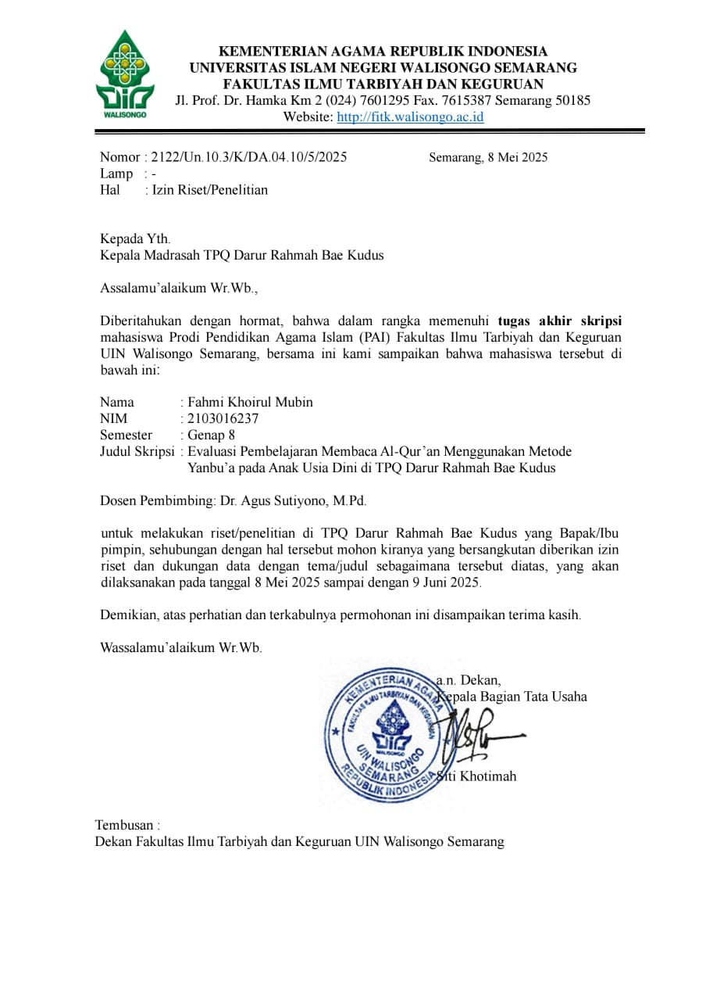 KEMENTERIAN AGAMA REPUBLIK INDONESIA
UNIVERSITAS ISLAM NEGERI WALISONGO SEMARANG
FAKULTAS ILMU TARBIYAH DAN KEGURUAN
Jl. Prof. Dr. Hamka Km 2 (024) 7601295 Fax. 7615387 Semarang 50185
Website: http://fitk.walisongo.ac.id
WALISONGO
Nomor : 2122/Un.10.3/K/DA.04.10/5/2025 Semarang, 8 Mei 2025
Lamp : -
Hal : Izin Riset/Penelitian
Kepada Yth.
Kepala Madrasah TPQ Darur Rahmah Bae Kudus
Assalamu’alaikum Wr.Wb.,
Diberitahukan dengan hormat, bahwa dalam rangka memenuhi tugas akhir skripsi
mahasiswa Prodi Pendidikan Agama Islam (PAI) Fakultas Ilmu Tarbiyah dan Keguruan
UIN Walisongo Semarang, bersama ini kami sampaikan bahwa mahasiswa tersebut di
bawah ini:
Nama : Fahmi Khoirul Mubin
NIM : 2103016237
Semester : Genap 8
Judul Skripsi : Evaluasi Pembelajaran Membaca Al-Qur’an Menggunakan Metode
Yanbu’a pada Anak Usia Dini di TPQ Darur Rahmah Bae Kudus
Dosen Pembimbing: Dr. Agus Sutiyono, M.Pd.
untuk melakukan riset/penelitian di TPQ Darur Rahmah Bae Kudus yang Bapak/Ibu
pimpin, sehubungan dengan hal tersebut mohon kiranya yang bersangkutan diberikan izin
riset dan dukungan data dengan tema/judul sebagaimana tersebut diatas, yang akan
dilaksanakan pada tanggal 8 Mei 2025 sampai dengan 9 Juni 2025.
Demikian, atas perhatian dan terkabulnya permohonan ini disampaikan terima kasih.
Wassalamu’alaikum Wr.Wb.
a.n. Dekan,
Kepala Bagian Tata Usaha
KEMENTERIAN AGAMA
FAKULTAS ILMU TARBIYAH DAN KEGURUAN
WALISONGO
UIN WALISONGO
SEMARANG
REPUBLIK INDONESIA
Siti Khotimah
Tembusan :
Dekan Fakultas Ilmu Tarbiyah dan Keguruan UIN Walisongo Semarang